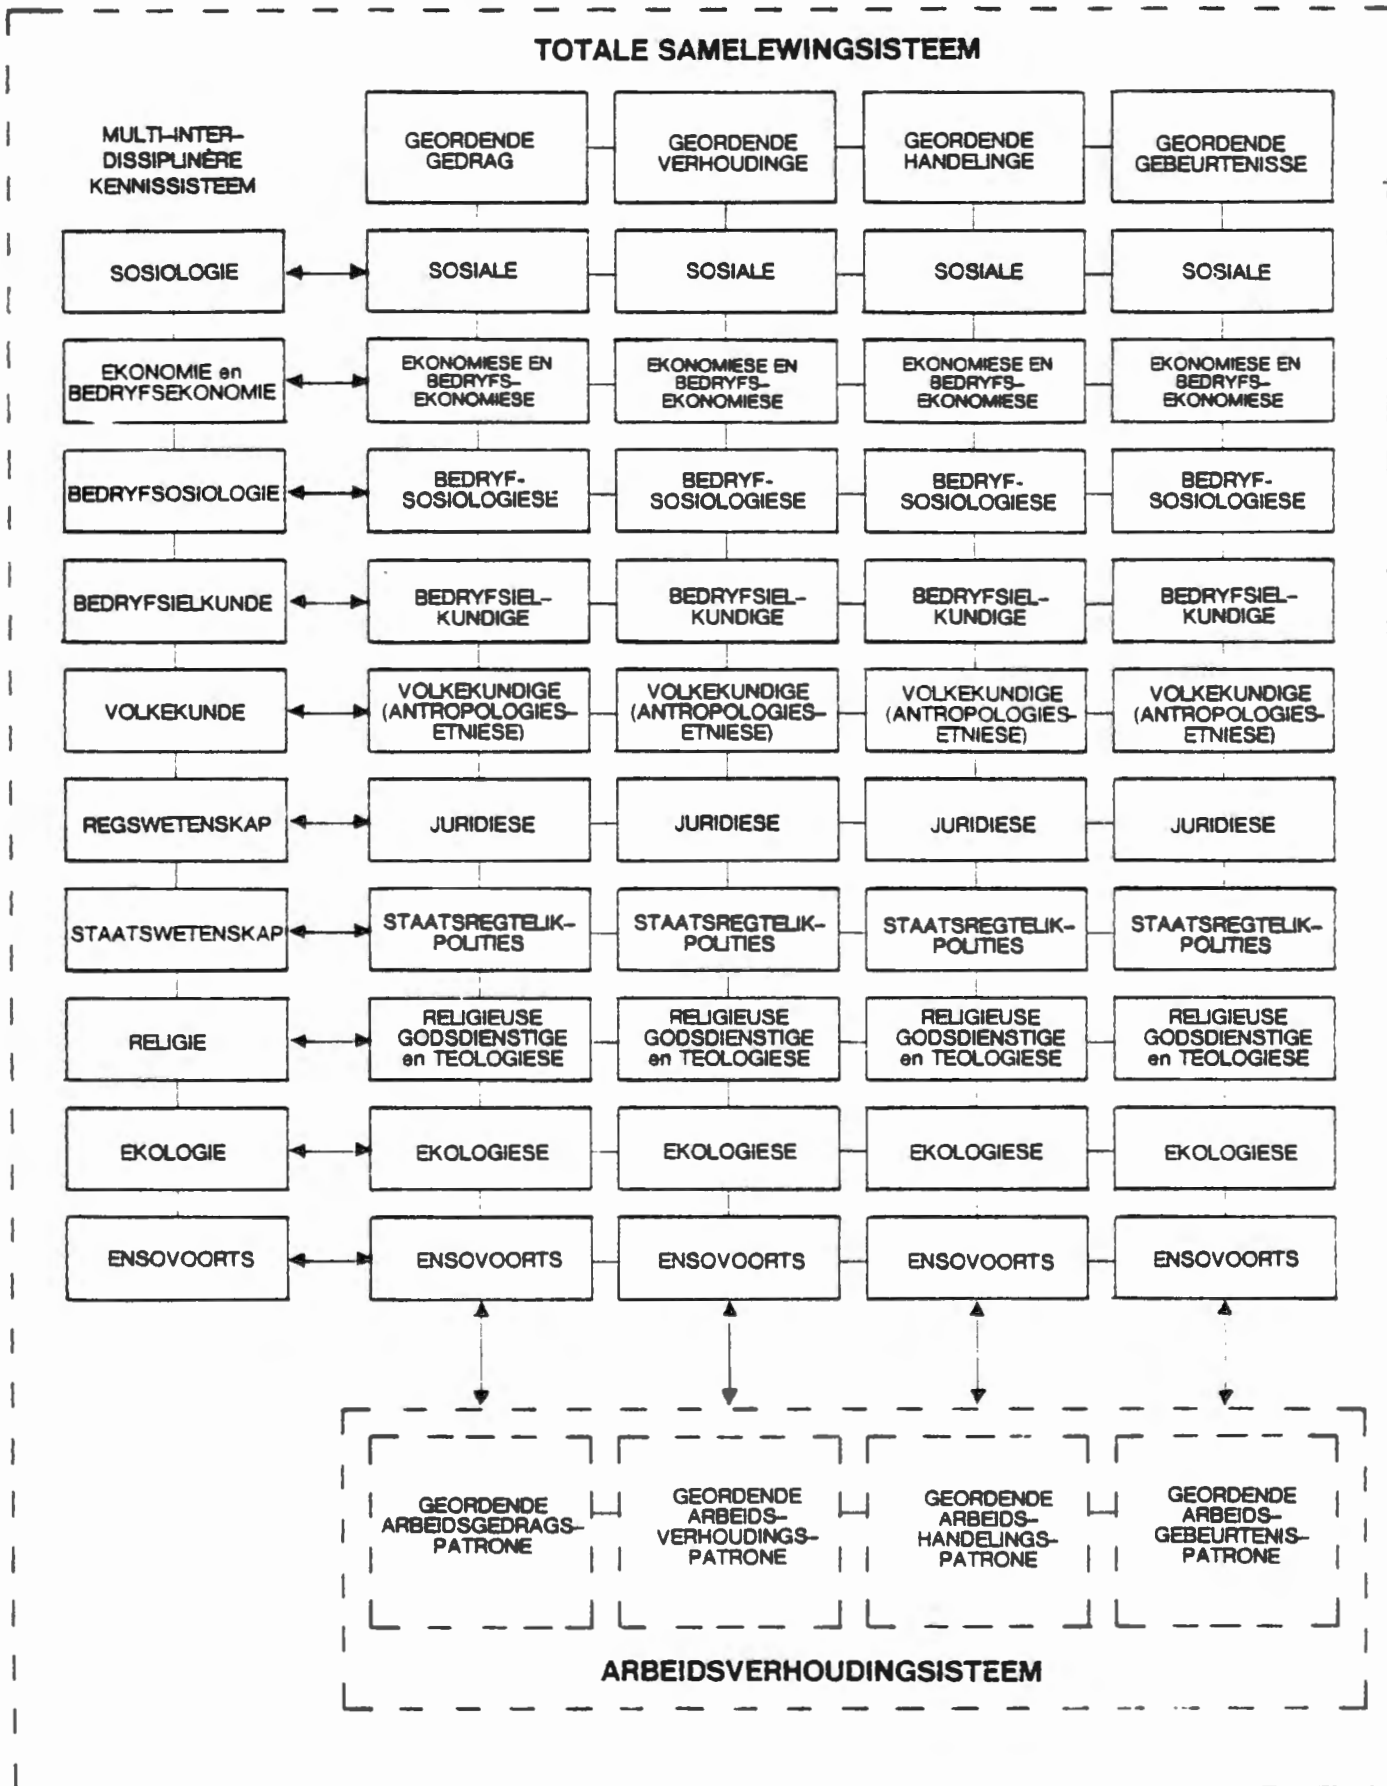 TOTALE SAMELEWINGSISTEEM
MULTI-INTER-
DISSIPLINÊRE
KENNISSISTEEM
GEORDENDE
GEDRAG
GEORDENDE
VERHOUDINGE
GEORDENDE
HANDELINGE
GEORDENDE
GEBEURTENISSE
SOSIOLOGIE
SOSIALE
SOSIALE
SOSIALE
SOSIALE
EKONOMIE en
BEDRYFSEKONOMIE
EKONOMIESE EN
BEDRYFS-
EKONOMIESE
EKONOMIESE EN
BEDRYFS-
EKONOMIESE
EKONOMIESE EN
BEDRYFS-
EKONOMIESE
EKONOMIESE EN
BEDRYFS-
EKONOMIESE
BEDRYFSOSIOLOGIE
BEDRYF-
SOSIOLOGIESE
BEDRYF-
SOSIOLOGIESE
BEDRYF-
SOSIOLOGIESE
BEDRYF-
SOSIOLOGIESE
BEDRYFSIELKUNDE
BEDRYFSIEL-
KUNDIGE
BEDRYFSIEL-
KUNDIGE
BEDRYFSIEL-
KUNDIGE
BEDRYFSIEL-
KUNDIGE
VOLKEKUNDE
VOLKEKUNDIGE
(ANTROPOLOGIES-
ETNIESE)
VOLKEKUNDIGE
(ANTROPOLOGIES-
ETNIESE)
VOLKEKUNDIGE
(ANTROPOLOGIES-
ETNIESE)
VOLKEKUNDIGE
(ANTROPOLOGIES-
ETNIESE)
REGSWETENSKAP
JURIDIESE
JURIDIESE
JURIDIESE
JURIDIESE
STAATSWETENSKAP
STAATSREGTELIK-
POLITIES
STAATSREGTELIK-
POLITIES
STAATSREGTELIK-
POLITIES
STAATSREGTELIK-
POLITIES
RELIGIE
RELIGIEUSE
GODSDIENSTIGE
en TEOLOGIESE
RELIGIEUSE
GODSDIENSTIGE
en TEOLOGIESE
RELIGIEUSE
GODSDIENSTIGE
en TEOLOGIESE
RELIGIEUSE
GODSDIENSTIGE
en TEOLOGIESE
EKOLOGIE
EKOLOGIESE
EKOLOGIESE
EKOLOGIESE
EKOLOGIESE
ENSOVOORTS
ENSOVOORTS
ENSOVOORTS
ENSOVOORTS
ENSOVOORTS
GEORDENDE
ARBEIDSGEDRAGS-
PATRONE
GEORDENDE
ARBEIDS-
VERHOUDINGS-
PATRONE
GEORDENDE
ARBEIDS-
HANDELINGS-
PATRONE
GEORDENDE
ARBEIDS-
GEBEURTENIS-
PATRONE
ARBEIDSVERHOUDINGSISTEEM